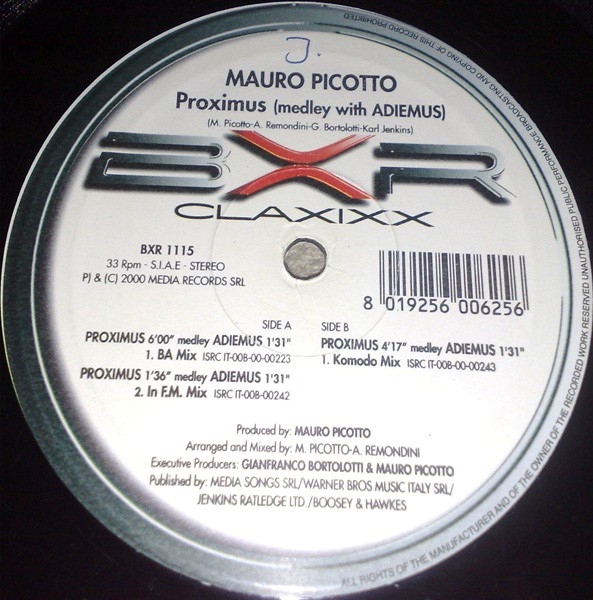 J.
MAURO PICOTTO
Proximus (medley with ADIEMUS)
(M. Picotto-A. Remondini-G. Bortolotti-Karl Jenkins)
BXR
CLAXIXX
BXR 1115
33 Rpm - S.I.A.E - STEREO
P) & (C) 2000 MEDIA RECORDS SRL
8 019256 006256
SIDE A
PROXIMUS 6'00" medley ADIEMUS 1'31"
1. BA Mix ISRC IT-00B-00-00223
PROXIMUS 1'36" medley ADIEMUS 1'31"
2. In F.M. Mix ISRC IT-00B-00-00242
SIDE B
PROXIMUS 4'17" medley ADIEMUS 1'31"
1. Komodo Mix ISRC IT-00B-00-00243
Produced by: MAURO PICOTTO
Arranged and Mixed by: M. PICOTTO-A. REMONDINI
Executive Producers: GIANFRANCO BORTOLOTTI & MAURO PICOTTO
Published by: MEDIA SONGS SRL/WARNER BROS MUSIC ITALY SRL/
JENKINS RATLEDGE LTD./BOOSEY & HAWKES
ALL RIGHTS OF THE MANUFACTURER AND OF THE OWNER OF THE RECORDED WORK RESERVED UNAUTHORISED PUBLIC PERFORMANCE BROADCASTING AND COPYING OF THIS RECORD PROHIBITED